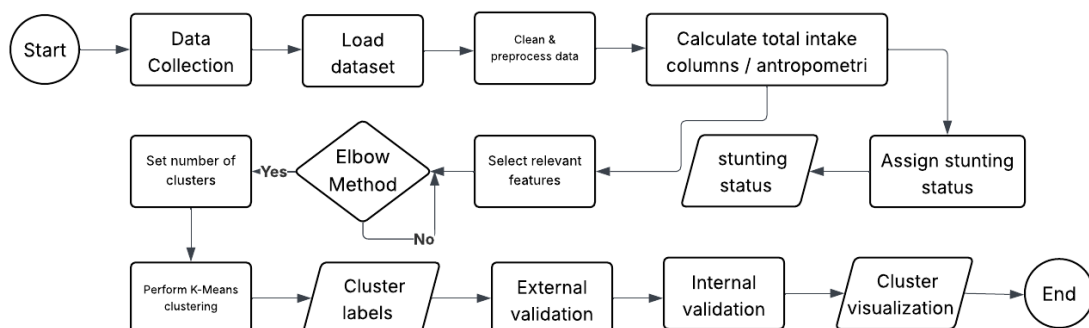 Start
Data
Collection
Load
dataset
Clean &
preprocess data
Calculate total intake
columns / antropometri
Set number of
clusters
Yes
Elbow
Method
No
Select relevant
features
stunting
status
Assign stunting
status
Perform K-Means
clustering
Cluster
labels
External
validation
Internal
validation
Cluster
visualization
End